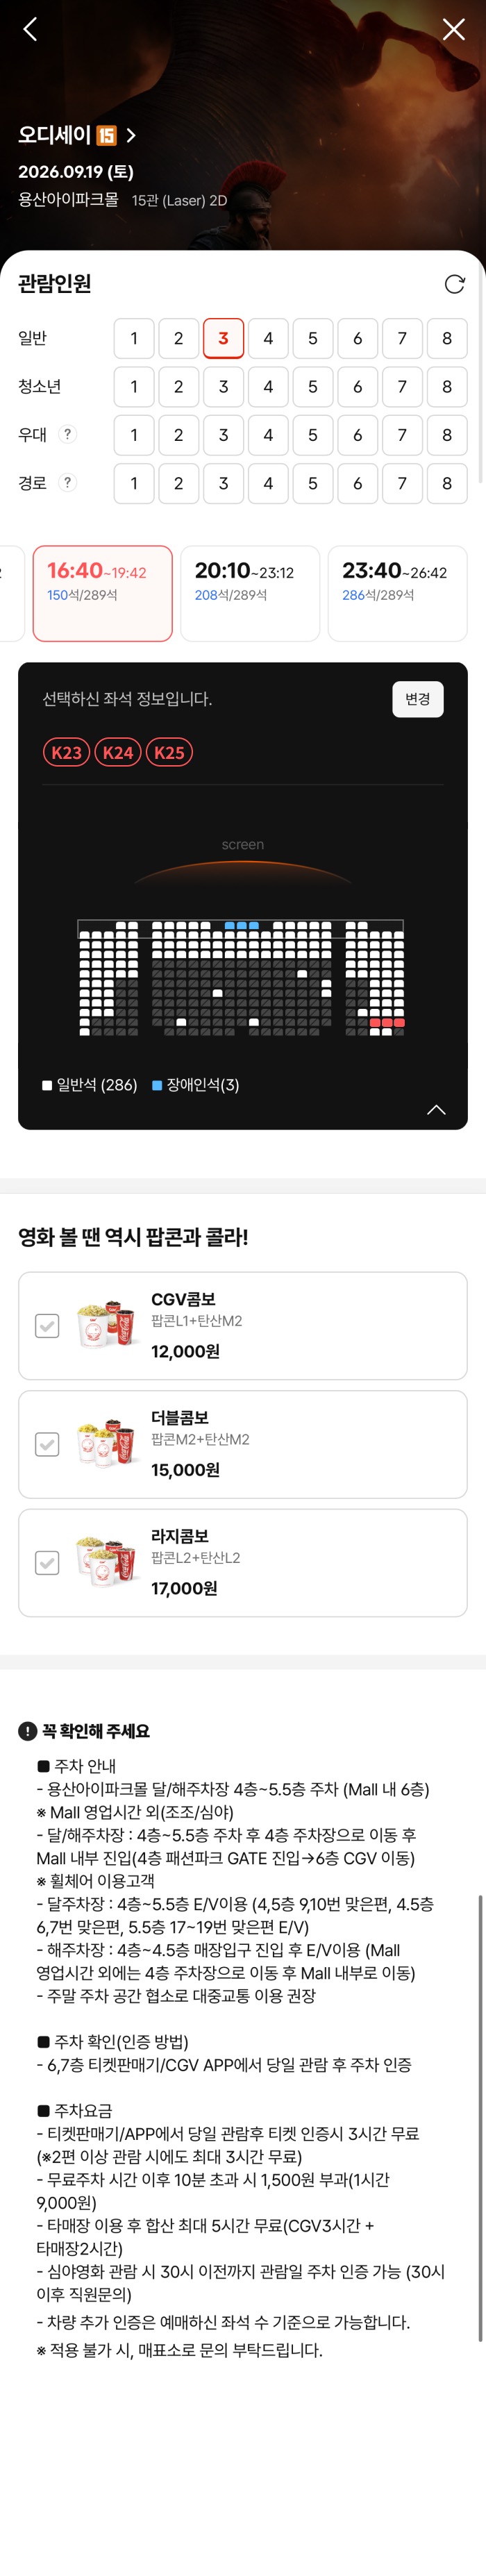 오디세이 15
2026.09.19 (토)
용산아이파크몰 15관 (Laser) 2D
관람인원
일반 1 2 3 4 5 6 7 8
청소년 1 2 3 4 5 6 7 8
우대 ? 1 2 3 4 5 6 7 8
경로 ? 1 2 3 4 5 6 7 8
16:40~19:42 20:10~23:12 23:40~26:42
150석/289석 208석/289석 286석/289석
선택하신 좌석 정보입니다. 변경
K23 K24 K25
screen
일반석 (286) 장애인석(3)
영화 볼 땐 역시 팝콘과 콜라!
CGV콤보
팝콘L1+탄산M2
12,000원
더블콤보
팝콘M2+탄산M2
15,000원
라지콤보
팝콘L2+탄산L2
17,000원
! 꼭 확인해 주세요
■ 주차 안내
- 용산아이파크몰 달/해주차장 4층~5.5층 주차 (Mall 내 6층)
※ Mall 영업시간 외(조조/심야)
- 달/해주차장 : 4층~5.5층 주차 후 4층 주차장으로 이동 후
Mall 내부 진입(4층 패션파크 GATE 진입→6층 CGV 이동)
※ 휠체어 이용고객
- 달주차장 : 4층~5.5층 E/V이용 (4,5층 9,10번 맞은편, 4.5층
6,7번 맞은편, 5.5층 17~19번 맞은편 E/V)
- 해주차장 : 4층~4.5층 매장입구 진입 후 E/V이용 (Mall
영업시간 외에는 4층 주차장으로 이동 후 Mall 내부로 이동)
- 주말 주차 공간 협소로 대중교통 이용 권장
■ 주차 확인(인증 방법)
- 6,7층 티켓판매기/CGV APP에서 당일 관람 후 주차 인증
■ 주차요금
- 티켓판매기/APP에서 당일 관람후 티켓 인증시 3시간 무료
(※2편 이상 관람 시에도 최대 3시간 무료)
- 무료주차 시간 이후 10분 초과 시 1,500원 부과(1시간
9,000원)
- 타매장 이용 후 합산 최대 5시간 무료(CGV3시간 +
타매장2시간)
- 심야영화 관람 시 30시 이전까지 관람일 주차 인증 가능 (30시
이후 직원문의)
- 차량 추가 인증은 예매하신 좌석 수 기준으로 가능합니다.
※ 적용 불가 시, 매표소로 문의 부탁드립니다.